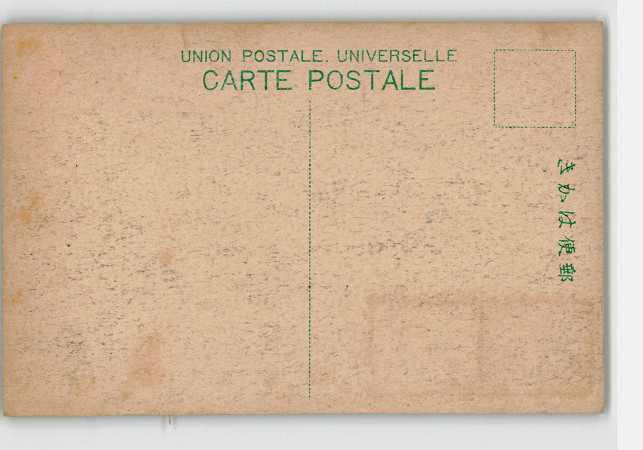 UNION POSTALE. UNIVERSELLE
CARTE POSTALE
きかは便郵